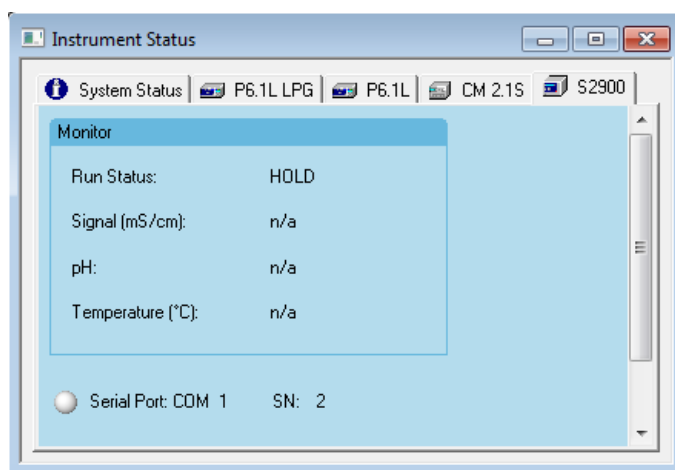 Instrument Status
System Status P6.1L LPG P6.1L CM 2.1S S2900
Monitor
Run Status: HOLD
Signal (mS/cm): n/a
pH: n/a
Temperature (°C): n/a
Serial Port: COM 1 SN: 2